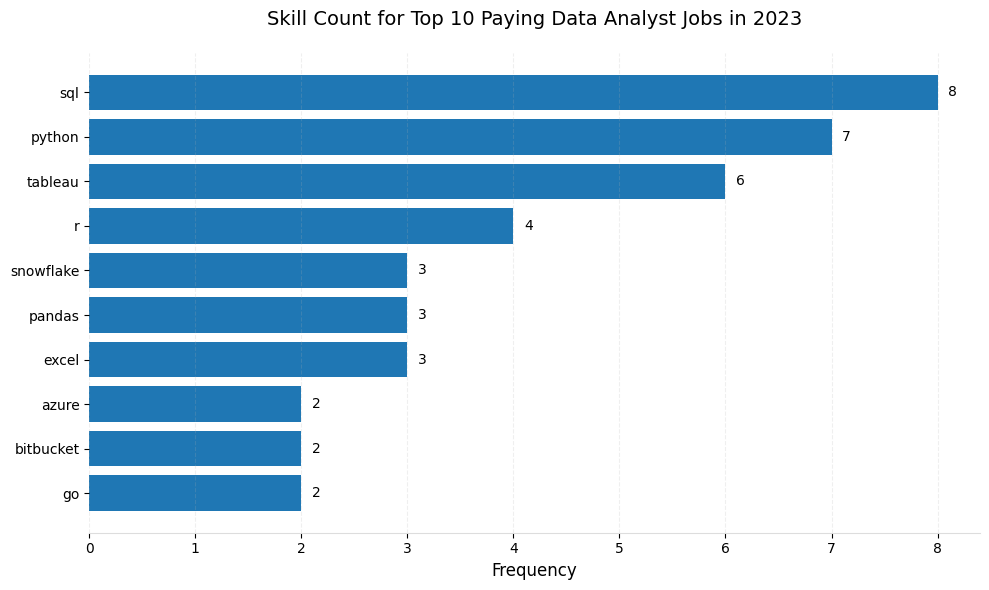 Skill Count for Top 10 Paying Data Analyst Jobs in 2023
sql 8
python 7
tableau 6
r 4
snowflake 3
pandas 3
excel 3
azure 2
bitbucket 2
go 2
0 1 2 3 4 5 6 7 8
Frequency